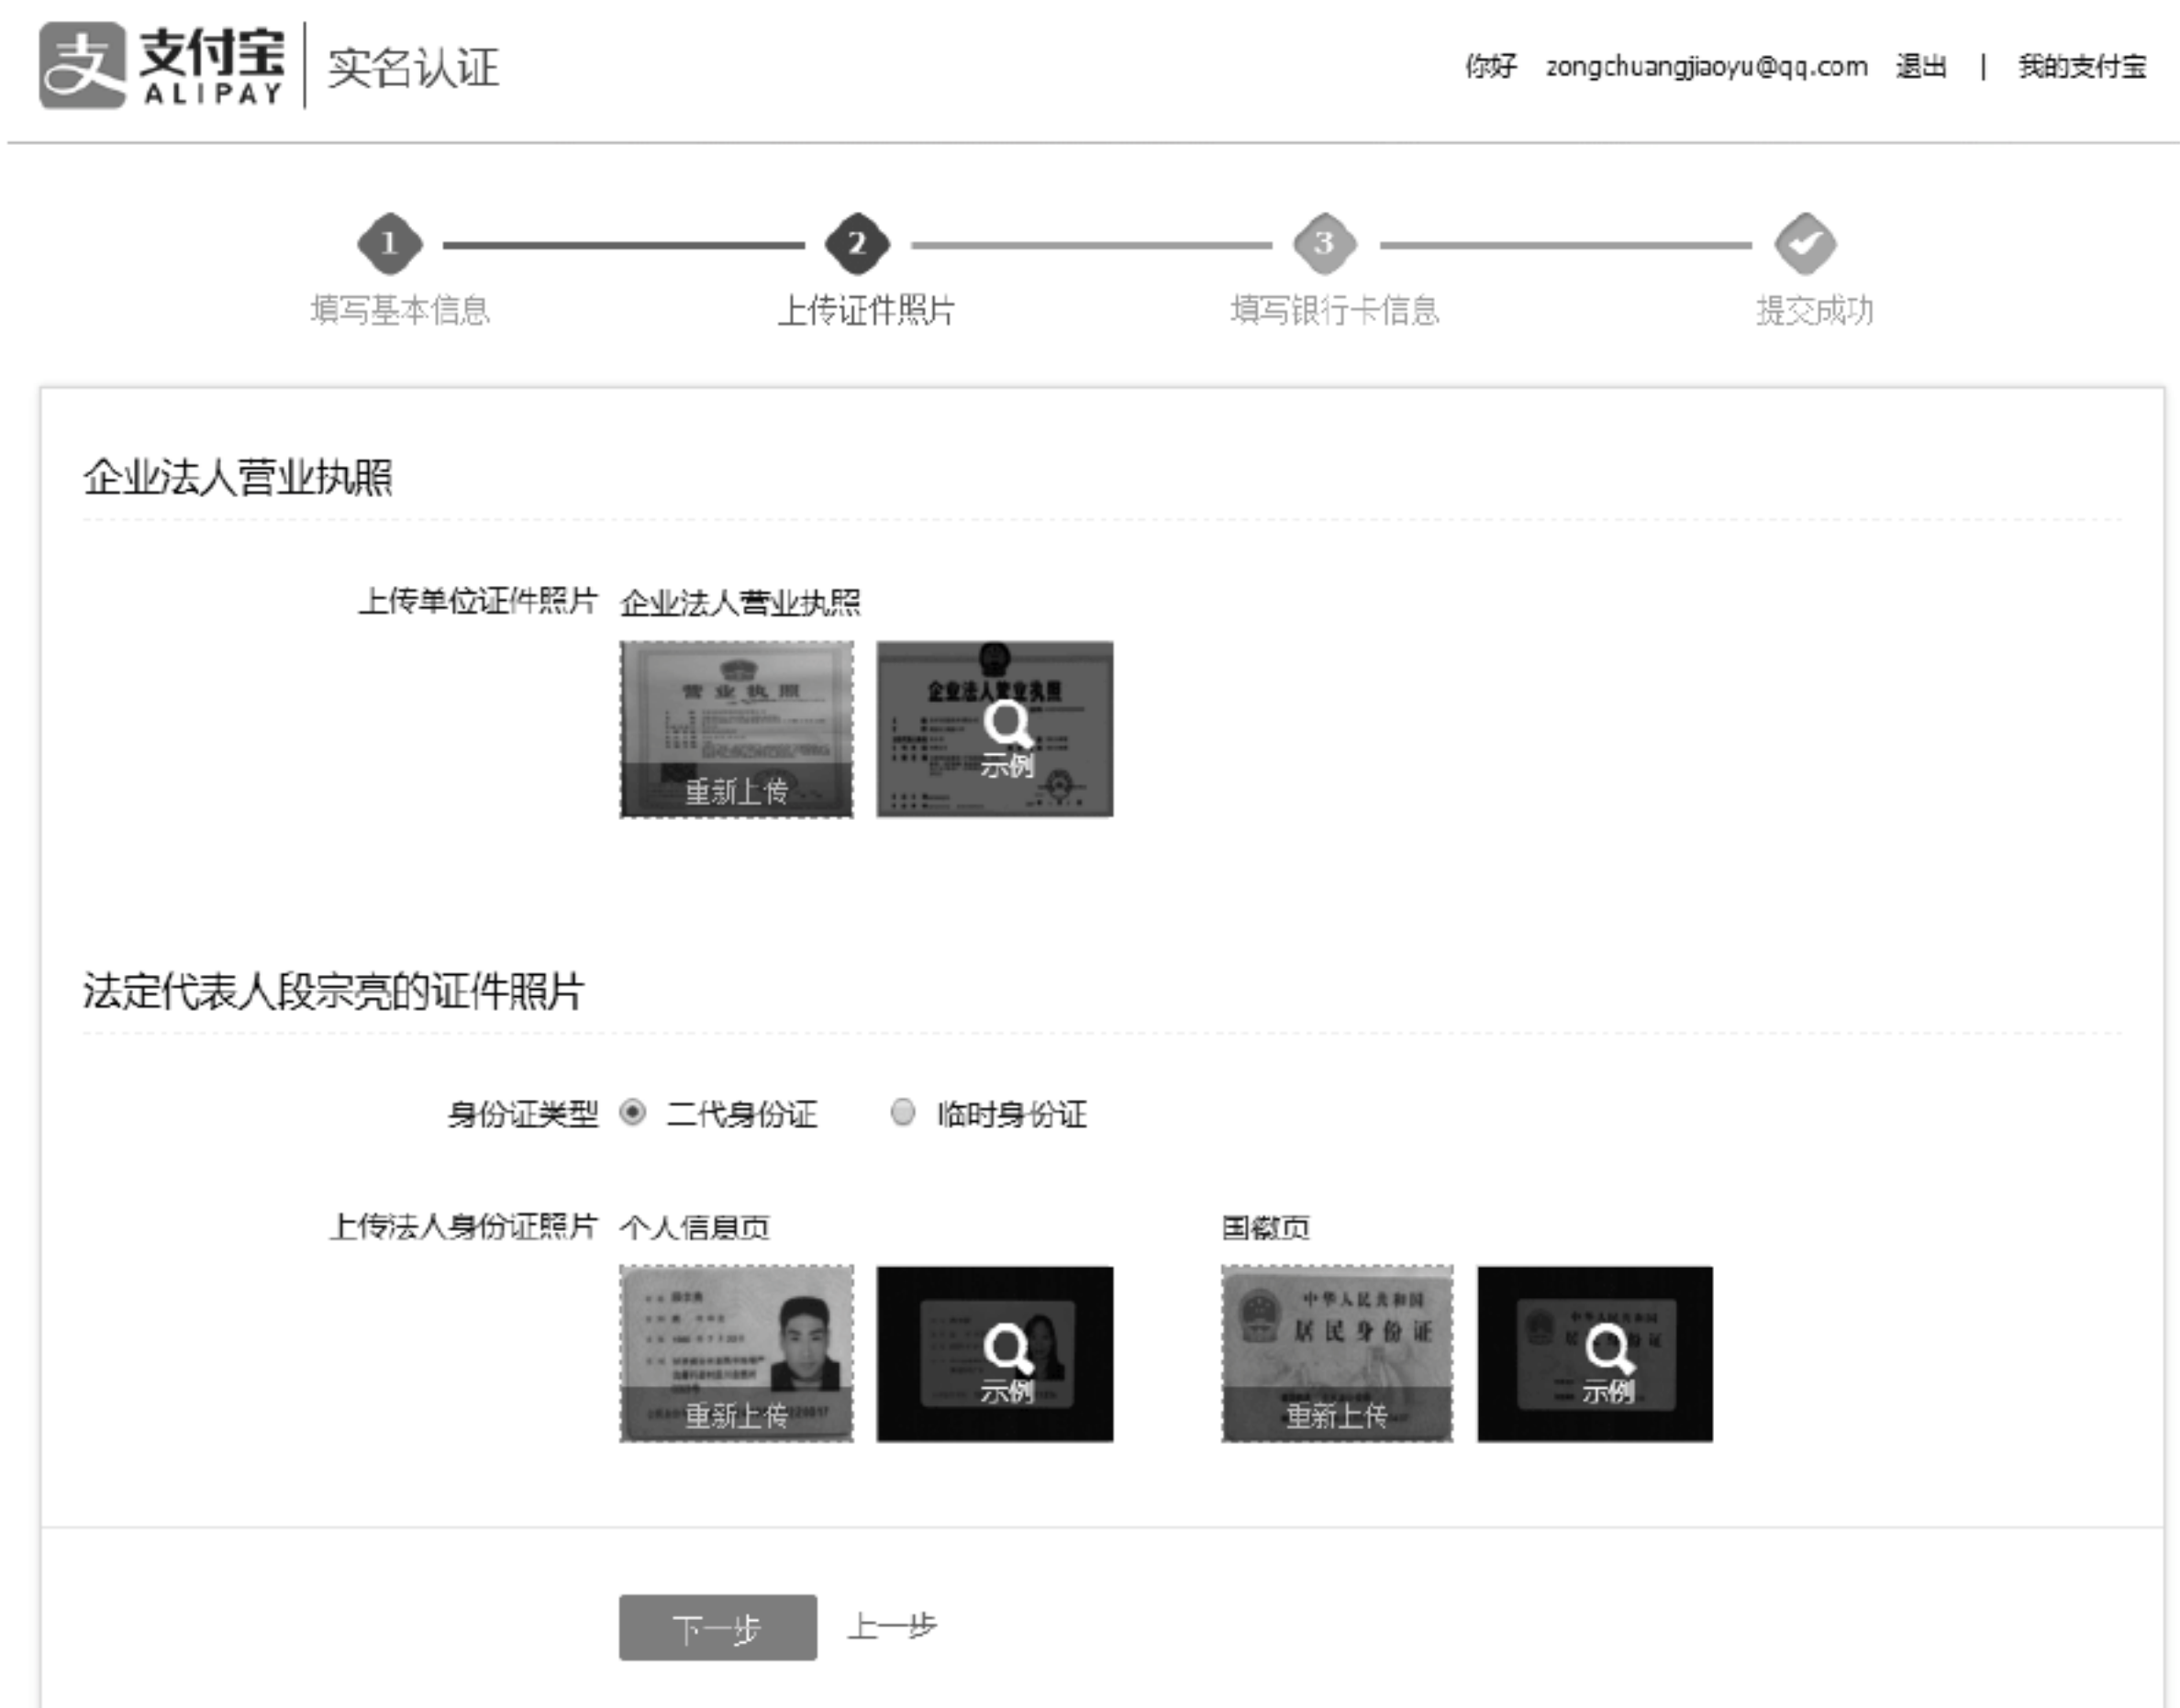 支 支付宝 ALIPAY 实名认证 你好 zongchuangjiaoyu@qq.com 退出 | 我的支付宝
1 2 3
填写基本信息 上传证件照片 填写银行卡信息 提交成功
企业法人营业执照
上传单位证件照片 企业法人营业执照
营业执照 企业法人营业执照
重新上传 示例
法定代表人段宗亮的证件照片
身份证类型 二代身份证 临时身份证
上传法人身份证照片 个人信息页 国徽页
中华人民共和国
居民身份证
重新上传 示例 重新上传 示例
下一步 上一步